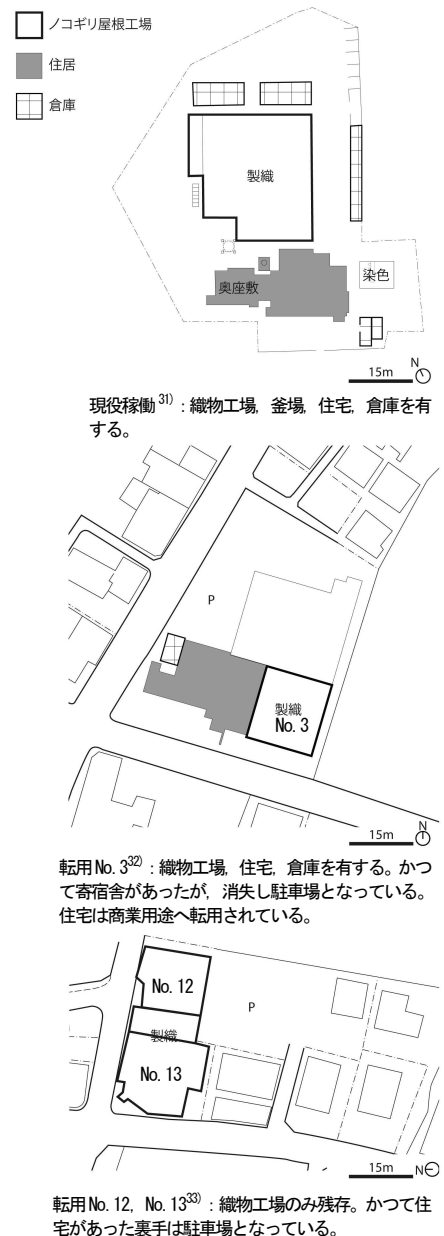 ノコギリ屋根工場
住居
倉庫
製織
奥座敷
染色
15m
N
現役稼働31)：織物工場，釜場，住宅，倉庫を有
する。
P
製織
No. 3
15m
N
転用No. 332)：織物工場，住宅，倉庫を有する。かつ
て寄宿舎があったが，消失し駐車場となっている。
住宅は商業用途へ転用されている。
No. 12
P
製織
No. 13
15m
N
転用No. 12，No. 1333)：織物工場のみ残存。かつて住
宅があった裏手は駐車場となっている。